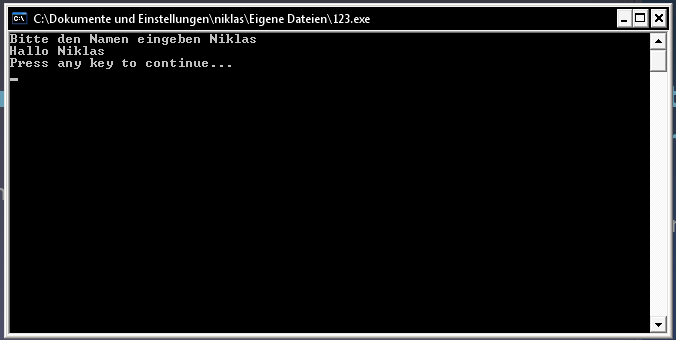 C:\Dokumente und Einstellungen\niklas\Eigene Dateien\123.exe
Bitte den Namen eingeben Niklas
Hallo Niklas
Press any key to continue...